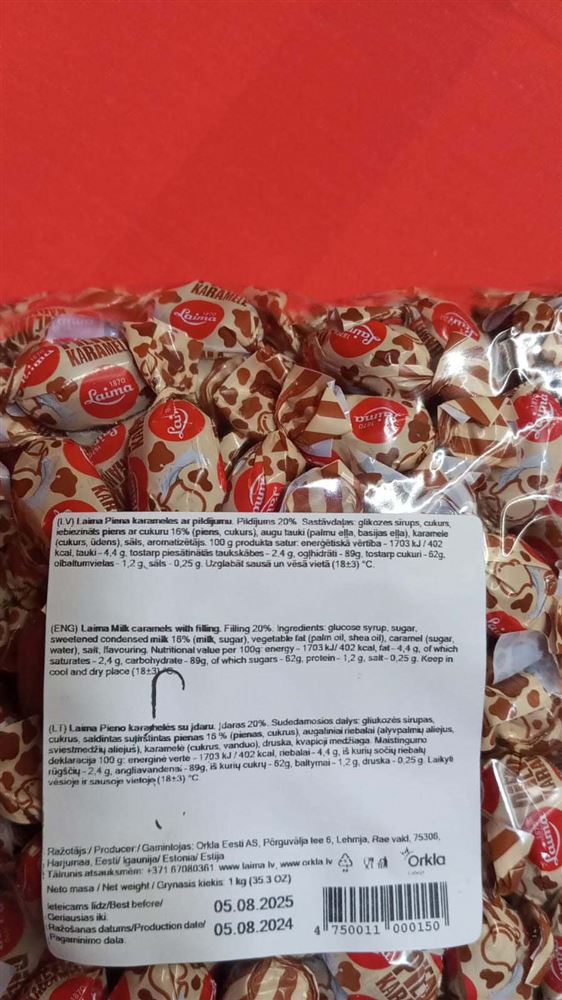 KARAMELE
1870
Laima
KARAMELE
1870
Laima
Laima
Laima
1870
(LV) Laima Piena karameles ar pildījumu. Pildījums 20%. Sastāvdaļas: glikozes sīrups, cukurs,
iebiezināts piens ar cukuru 16% (piens, cukurs), augu tauki (palmu eļļa, basijas eļļa), karamele
(cukurs, ūdens), sāls, aromatizētājs. 100 g produkta satur: enerģētiskā vērtība - 1703 kJ / 402
kcal, tauki - 4,4 g, tostarp piesātinātās taukskābes - 2,4 g, ogļhidrāti - 89g, tostarp cukuri - 62g,
olbaltumvielas - 1,2 g, sāls - 0,25 g. Uzglabāt sausā un vēsā vietā (18±3) °C.
(ENG) Laima Milk caramels with filling. Filling 20%. Ingredients: glucose syrup, sugar,
sweetened condensed milk 16% (milk, sugar), vegetable fat (palm oil, shea oil), caramel (sugar,
water), salt, flavouring. Nutritional value per 100g: energy - 1703 kJ/ 402 kcal, fat - 4,4 g, of which
saturates - 2,4 g, carbohydrate - 89g, of which sugars - 62g, protein - 1,2 g, salt - 0,25 g. Keep in
cool and dry place (18±3) °C
(LT) Laima Pieno karamelės su įdaru. Įdaras 20%. Sudedamosios dalys: gliukozės sirupas,
cukrus, saldintas sutirštintas pienas 16 % (pienas, cukrus), augaliniai riebalai (alyvpalmių aliejus,
sviestmedžių aliejus), karamelė (cukrus, vanduo), druska, kvapioji medžiaga. Maistingumo
deklaracija 100 g: energinė vertė - 1703 kJ / 402 kcal, riebalai - 4,4 g, iš kurių sočių riebalų
rūgščių - 2,4 g, angliavandeniai - 89g, iš kurių cukrų - 62g, baltymai - 1,2 g, druska - 0,25 g. Laikyti
vėsioje ir sausoje vietoje (18±3) °C
Ražotājs / Producer / Gamintojas: Orkla Eesti AS, Põrguvälja tee 6, Lehmja, Rae vald, 75306,
Harjumaa, Eesti/ Igaunija/ Estonia/ Estija
Tālrunis atsauksmēm: +371 67080361 www.laima.lv, www.orkla.lv
Orkla
Latvija
Neto masa / Net weight / Grynasis kiekis: 1 kg (35.3 OZ)
Ieteicams līdz/Best before/
Geriausias iki:
05.08.2025
Ražošanas datums/Production date/
Pagaminimo data:
05.08.2024
4 750011 000150